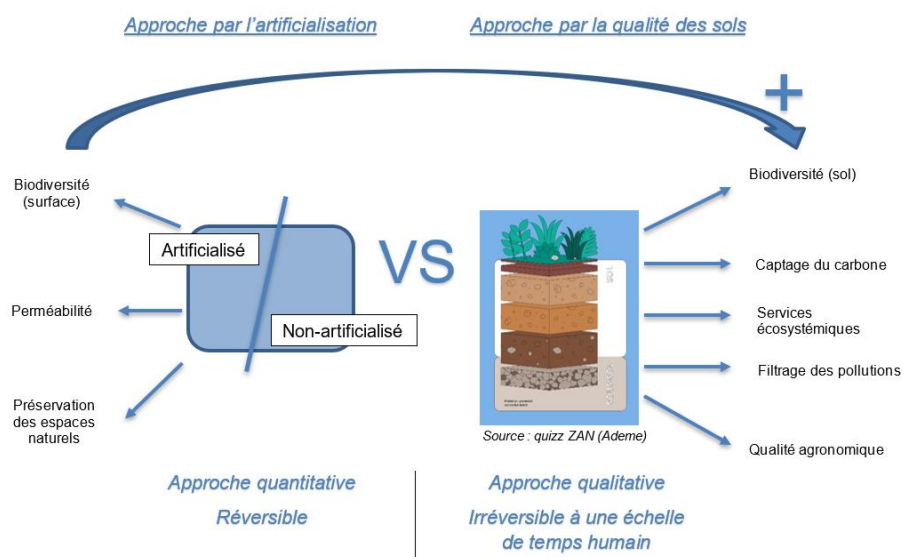 Approche par l'artificialisation
Approche par la qualité des sols
+
Biodiversité
(surface)
Perméabilité
Préservation
des espaces
naturels
Artificialisé
Non-artificialisé
VS
SOL
Source : quizz ZAN (Ademe)
Biodiversité (sol)
Captage du carbone
Services
écosystémiques
Filtrage des pollutions
Qualité agronomique
Approche quantitative
Réversible
Approche qualitative
Irréversible à une échelle
de temps humain